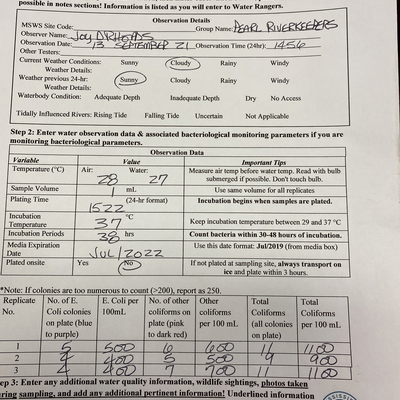 possible in notes sections! Information is listed as you will enter to Water Rangers.
Observation Details
MSWS Site Code: Group Name: PEARL RIVERKEEPERS
Observer Name: JOY
Observation Date: 13 SEPTEMBER 21 Observation Time (24hr): 1456
Other Testers:
Current Weather Conditions: Sunny Cloudy Rainy Windy
Weather Details:
Weather previous 24-hr: Sunny Cloudy Rainy Windy
Weather Details:
Waterbody Condition: Adequate Depth Inadequate Depth Dry No Access
Tidally Influenced Rivers: Rising Tide Falling Tide Uncertain Not Applicable
Step 2: Enter water observation data & associated bacteriological monitoring parameters if you are
monitoring bacteriological parameters.
Observation Data
Variable Value Important Tips
Temperature (°C) Air: 28 Water: 27 Measure air temp before water temp. Read with bulb
submerged if possible. Don't touch bulb.
Sample Volume 1 mL Use same volume for all replicates
Plating Time 1522 (24-hr format) Incubation begins when samples are plated.
Incubation
Temperature 37 °C Keep incubation temperature between 29 and 37 °C
Incubation Periods 38 hrs Count bacteria within 30-48 hours of incubation.
Media Expiration
Date JUL/2022 Use this date format: Jul/2019 (from media box)
Plated onsite Yes No If not plated at sampling site, always transport on
ice and plate within 3 hours.
*Note: If colonies are too numerous to count (>200), report as 250.
Replicate No. of E. E. Coli per No. of other Other Total Total
No. Coli colonies 100mL coliforms on coliforms Coliforms Coliforms
on plate (blue plate (pink per 100 mL (all colonies per 100 mL
to purple) to dark red) on plate)
1 5 500 6 600 11 1100
2 4 400 5 500 9 900
3 4 400 7 700 11 1100
ep 3: Enter any additional water quality information, wildlife sightings, photos taken
uring sampling, and add any additional pertinent information! Underlined information